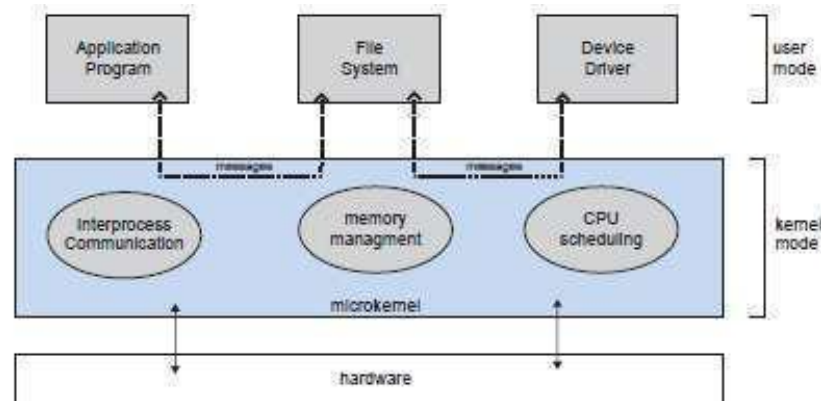 Application
Program
File
System
Device
Driver
user
mode
messages
messages
Interprocess
Communication
memory
managment
CPU
scheduling
kernel
mode
microkernel
hardware